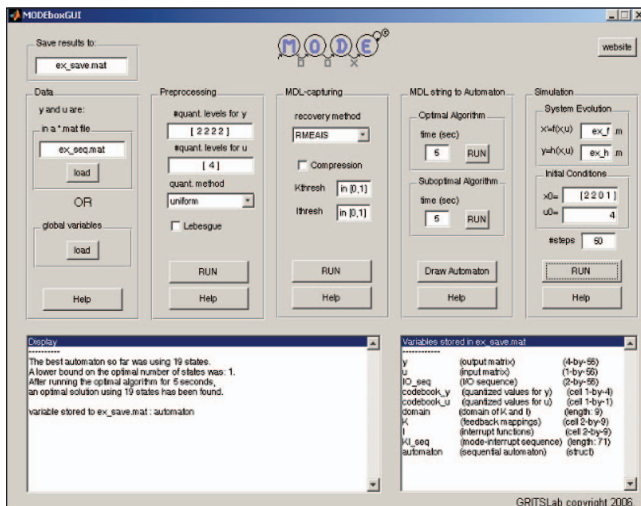 MODEboxGUI
Save results to:
ex_save.mat
MODE
website
Data
y and u are:
in a *.mat file
ex_seq.mat
load
OR
global variables
load
Help
Preprocessing
#quant. levels for y
[ 2 2 2 2 ]
#quant. levels for u
[ 4 ]
quant. method
uniform
Lebesgue
RUN
Help
MDL-capturing
recovery method
RMEAIS
Compression
Kthresh in [0,1]
Ithresh in [0,1]
RUN
Help
MDL string to Automaton
Optimal Algorithm
time (sec)
5 RUN
Suboptimal Algorithm
time (sec)
5 RUN
Draw Automaton
Help
Simulation
System Evolution
x'=f(x,u) ex_f .m
y=h(x,u) ex_h .m
Initial Conditions
x0= [ 2 2 0 1 ]
u0= 4
#steps 50
RUN
Help
Display
------------
The best automaton so far was using 19 states.
A lower bound on the optimal number of states was: 1.
After running the optimal algorithm for 5 seconds,
an optimal solution using 19 states has been found.
variable stored to ex_save.mat : automaton
Variables stored in ex_save.mat
------------
y (output matrix) (4-by-55)
u (input matrix) (1-by-55)
IO_seq (I/O sequence) (2-by-55)
codebook_y (quantized values for y) (cell 1-by-4)
codebook_u (quantized values for u) (cell 1-by-1)
domain (domain of K and I) (length: 9)
K (feedback mappings) (cell 2-by-9)
I (interrupt functions) (cell 2-by-9)
KI_seq (mode-interrupt sequence) (length: 71)
automaton (sequential automaton) (struct)
GRITSLab copyright 2006